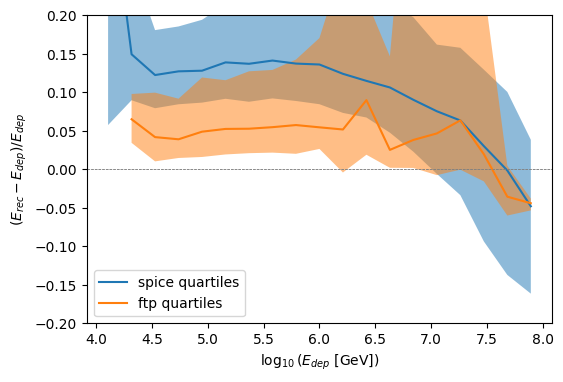 0.20
0.15
0.10
0.05
0.00
−0.05
−0.10
−0.15
−0.20
(E_rec − E_dep)/E_dep
spice quartiles
ftp quartiles
4.0 4.5 5.0 5.5 6.0 6.5 7.0 7.5 8.0
log₁₀ (E_dep [GeV])